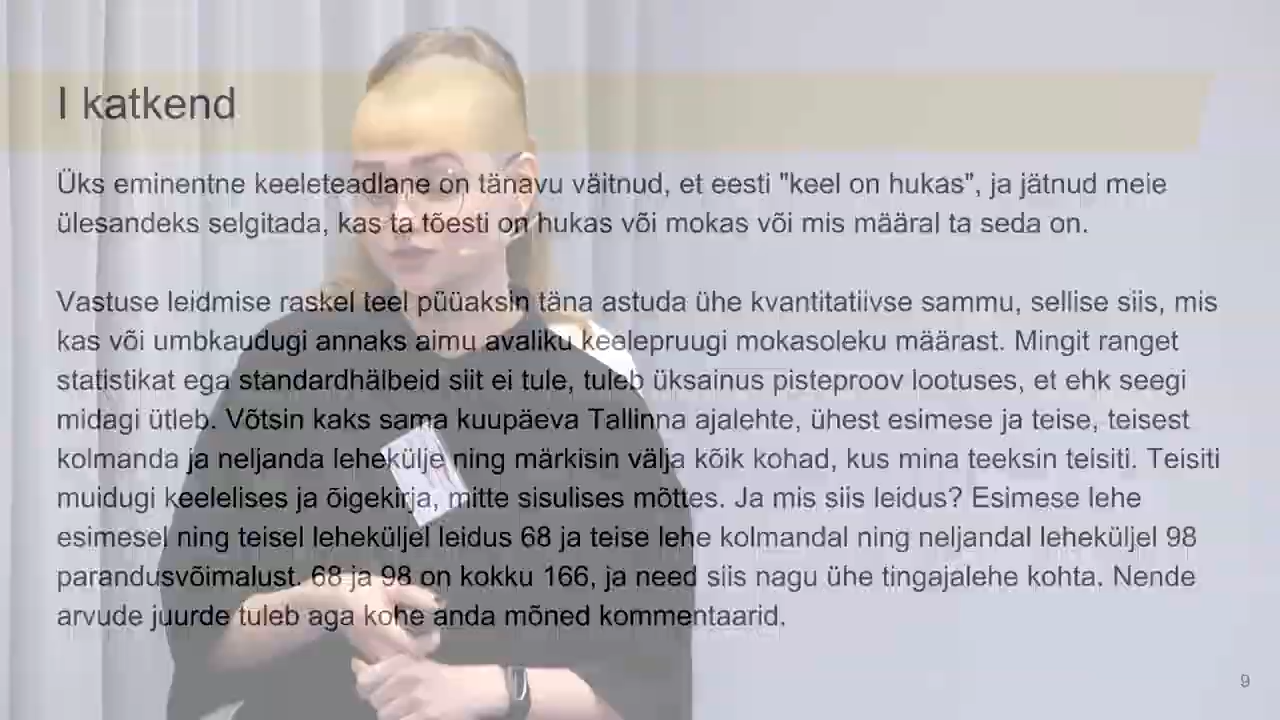 I katkend
Üks eminentne keeleteadlane on tänavu väitnud, et eesti "keel on hukas", ja jätnud meie
ülesandeks selgitada, kas ta tõesti on hukas või mokas või mis määral ta seda on.
Vastuse leidmise raskel teel püüaksin täna astuda ühe kvantitatiivse sammu, sellise siis, mis
kas või umbkaudugi annaks aimu avaliku keelepruugi mokasoleku määrast. Mingit ranget
statistikat ega standardhälbeid siit ei tule, tuleb üksainus pisteproov lootuses, et ehk seegi
midagi ütleb. Võtsin kaks sama kuupäeva Tallinna ajalehte, ühest esimese ja teise, teisest
kolmanda ja neljanda lehekülje ning märkisin välja kõik kohad, kus mina teeksin teisiti. Teisiti
muidugi keelelises ja õigekirja, mitte sisulises mõttes. Ja mis siis leidus? Esimese lehe
esimesel ning teisel leheküljel leidus 68 ja teise lehe kolmandal ning neljandal leheküljel 98
parandusvõimalust. 68 ja 98 on kokku 166, ja need siis nagu ühe tingajalehe kohta. Nende
arvude juurde tuleb aga kohe anda mõned kommentaarid.
9